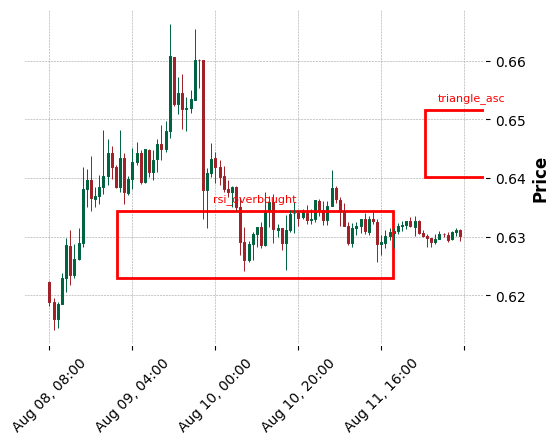 0.66
triangle_asc
0.65
Price
0.64
rsi_overbought
0.63
0.62
Aug 08, 08:00
Aug 09, 04:00
Aug 10, 00:00
Aug 10, 20:00
Aug 11, 16:00